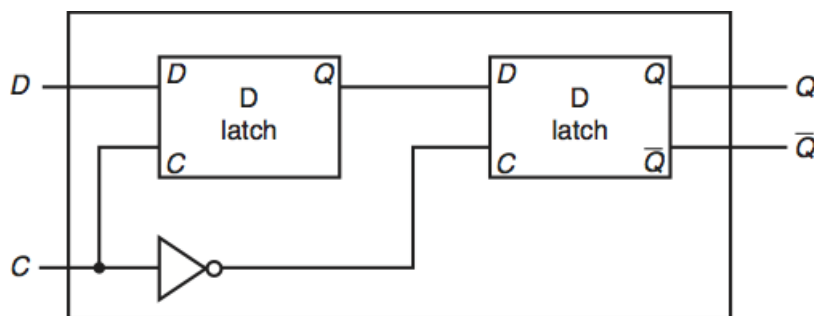 D D Q D Q Q
D D
latch latch
C C Q̅ Q̅
C